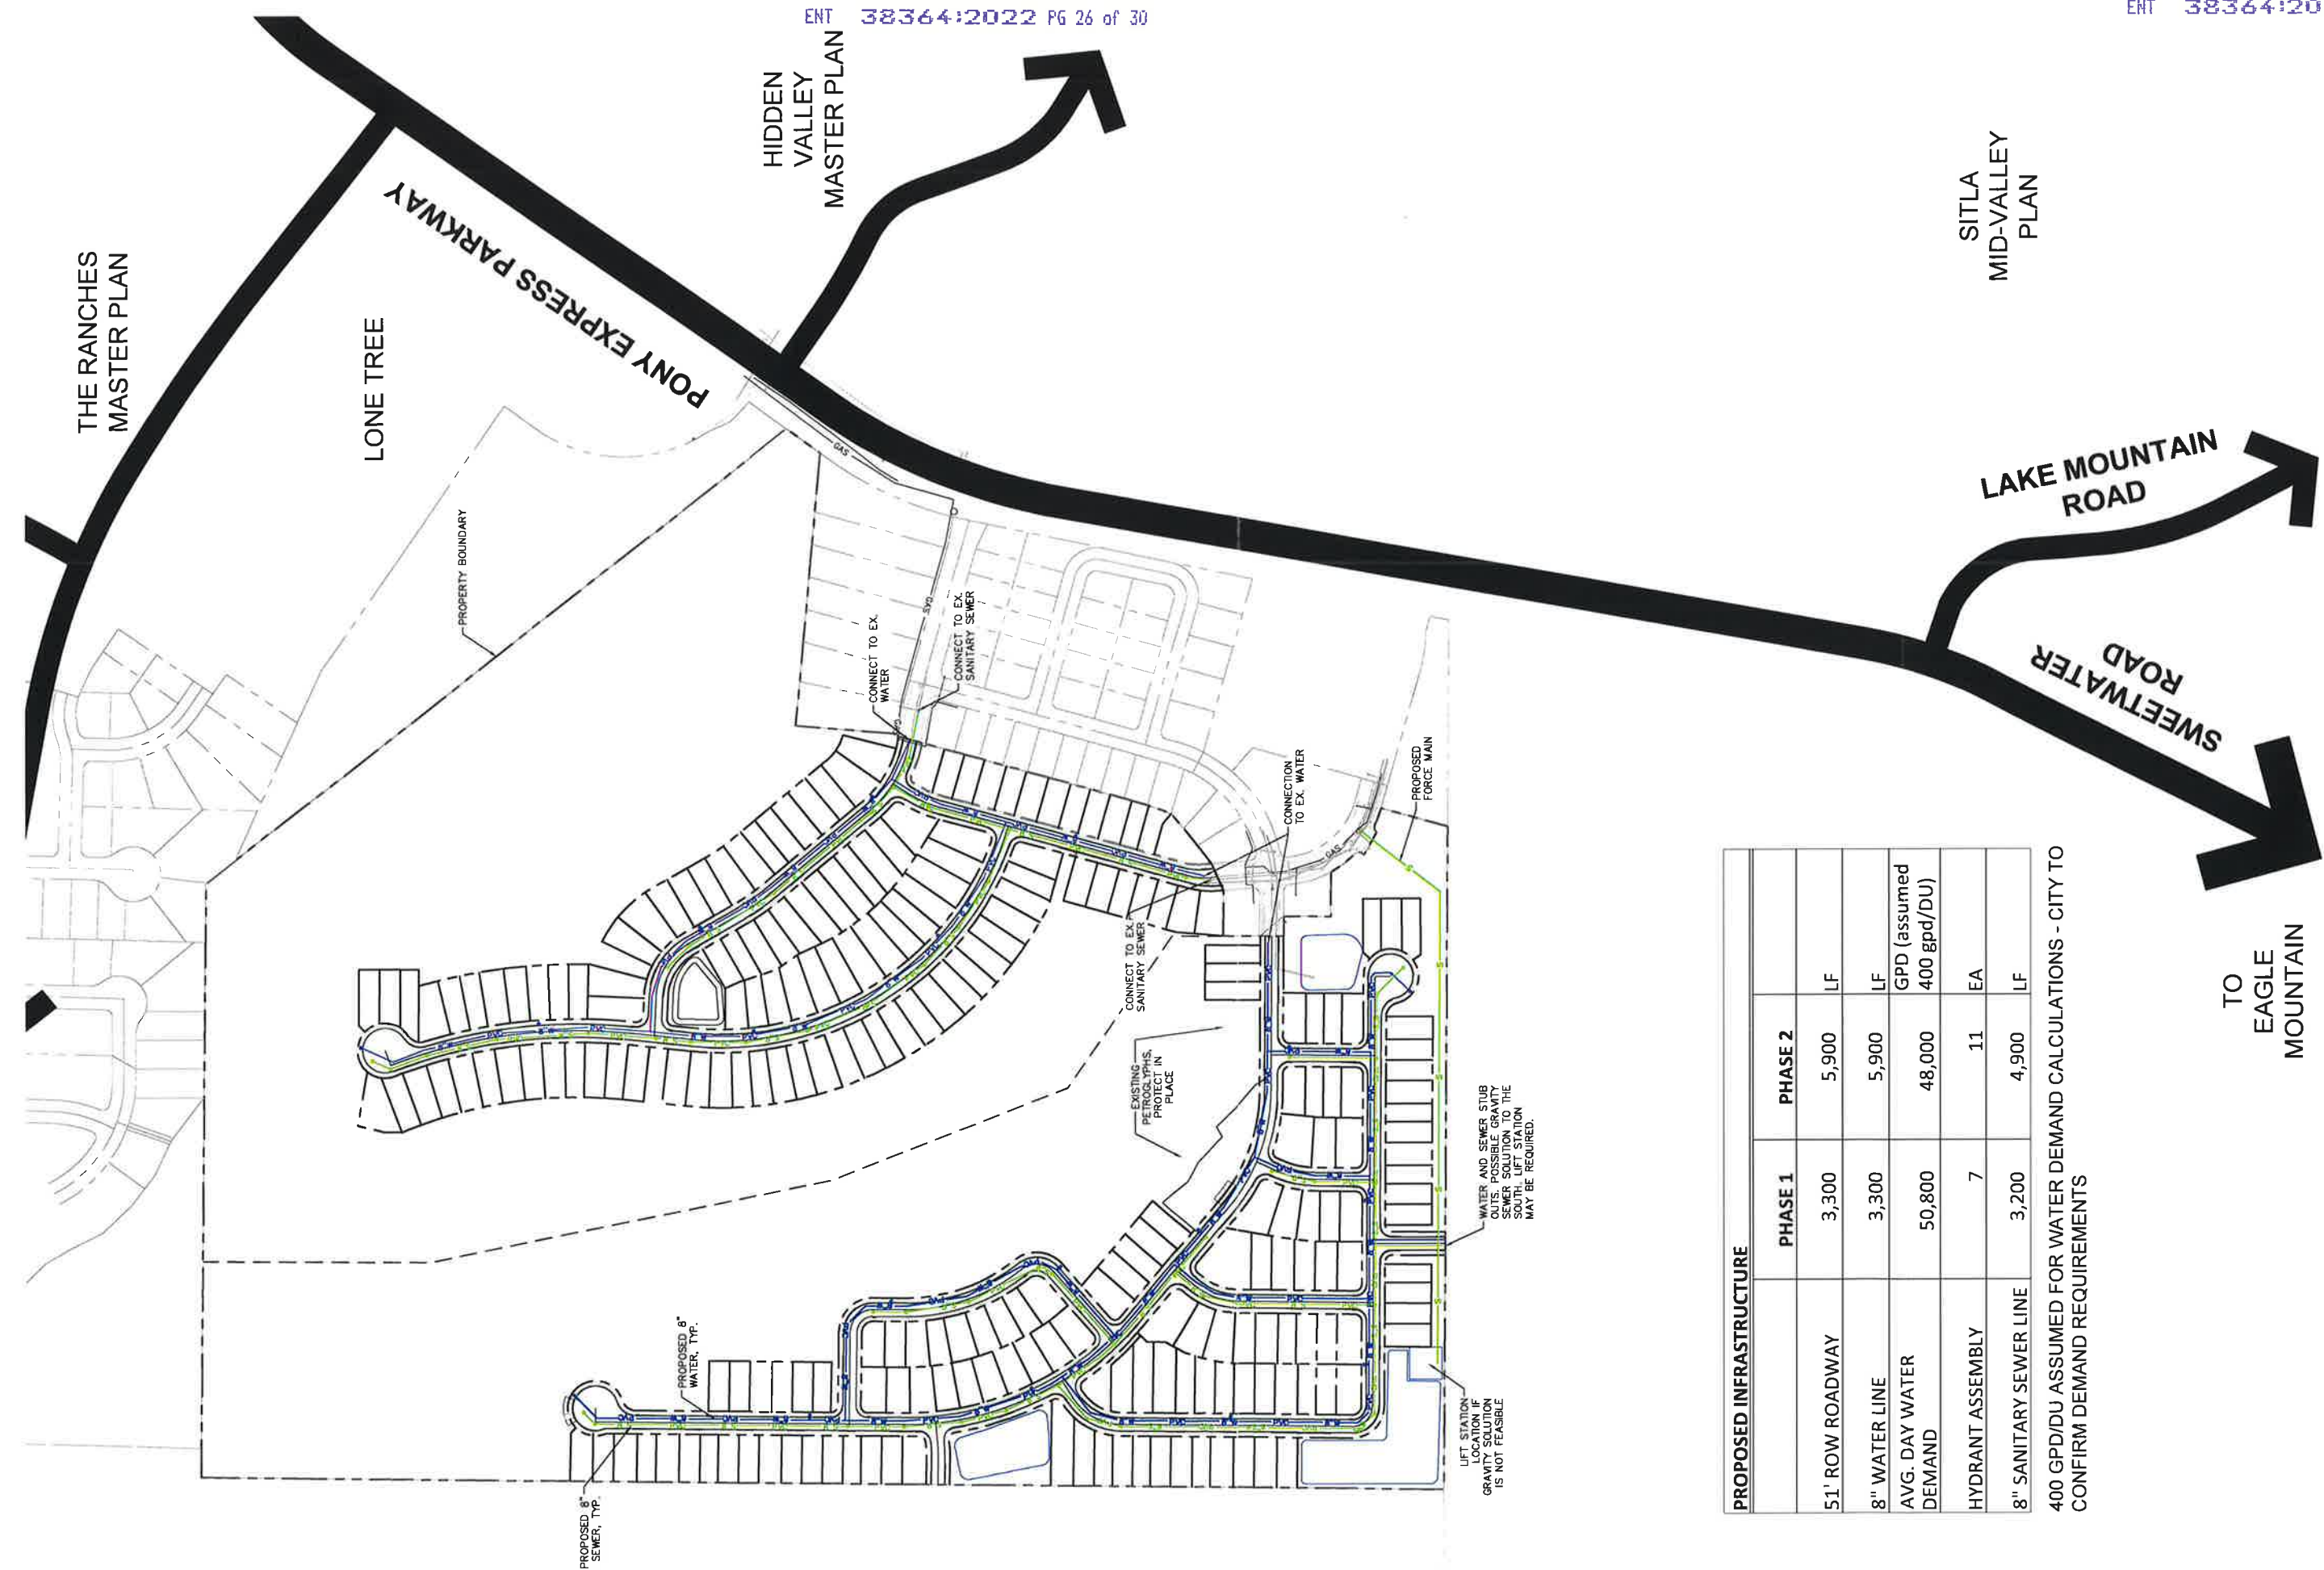 ENT 38364:2022 PG 26 of 30
ENT 38364:20
THE RANCHES
MASTER PLAN
LONE TREE
PONY EXPRESS PARKWAY
HIDDEN
VALLEY
MASTER PLAN
SITLA
MID-VALLEY
PLAN
LAKE MOUNTAIN
ROAD
SWEETWATER
ROAD
TO
EAGLE
MOUNTAIN
PROPERTY BOUNDARY
GAS
GAS
CONNECT TO EX.
WATER
CONNECT TO EX.
SANITARY SEWER
CONNECTION
TO EX. WATER
PROPOSED
FORCE MAIN
GAS
CONNECT TO EX.
SANITARY SEWER
EXISTING
PETROGLYPHS,
PROTECT IN
PLACE
WATER AND SEWER STUB
OUTS. POSSIBLE GRAVITY
SEWER SOLUTION TO THE
SOUTH. LIFT STATION
MAY BE REQUIRED.
PROPOSED 8"
WATER, TYP.
PROPOSED 8"
SEWER, TYP.
LIFT STATION
LOCATION IF
GRAVITY SOLUTION
IS NOT FEASIBLE
PROPOSED INFRASTRUCTURE
PHASE 1 PHASE 2
51' ROW ROADWAY 3,300 5,900 LF
8" WATER LINE 3,300 5,900 LF
AVG. DAY WATER DEMAND 50,800 48,000 GPD (assumed 400 gpd/DU)
HYDRANT ASSEMBLY 7 11 EA
8" SANITARY SEWER LINE 3,200 4,900 LF
400 GPD/DU ASSUMED FOR WATER DEMAND CALCULATIONS - CITY TO
CONFIRM DEMAND REQUIREMENTS